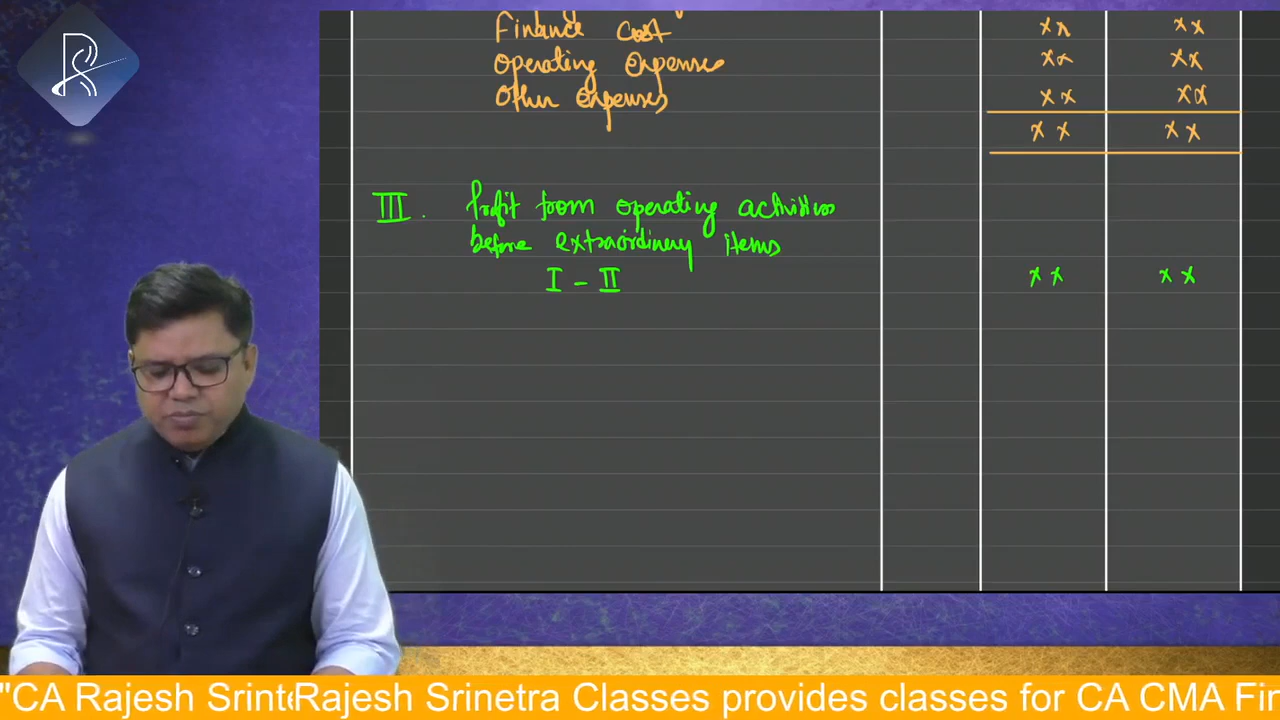 Finance cost xx xx
Operating Expenses xx xx
Other Expenses xx xx
xx xx
III. Profit from operating activities
before extraordinary items
I - II xx xx
"CA Rajesh Srint Rajesh Srinetra Classes provides classes for CA CMA Fin